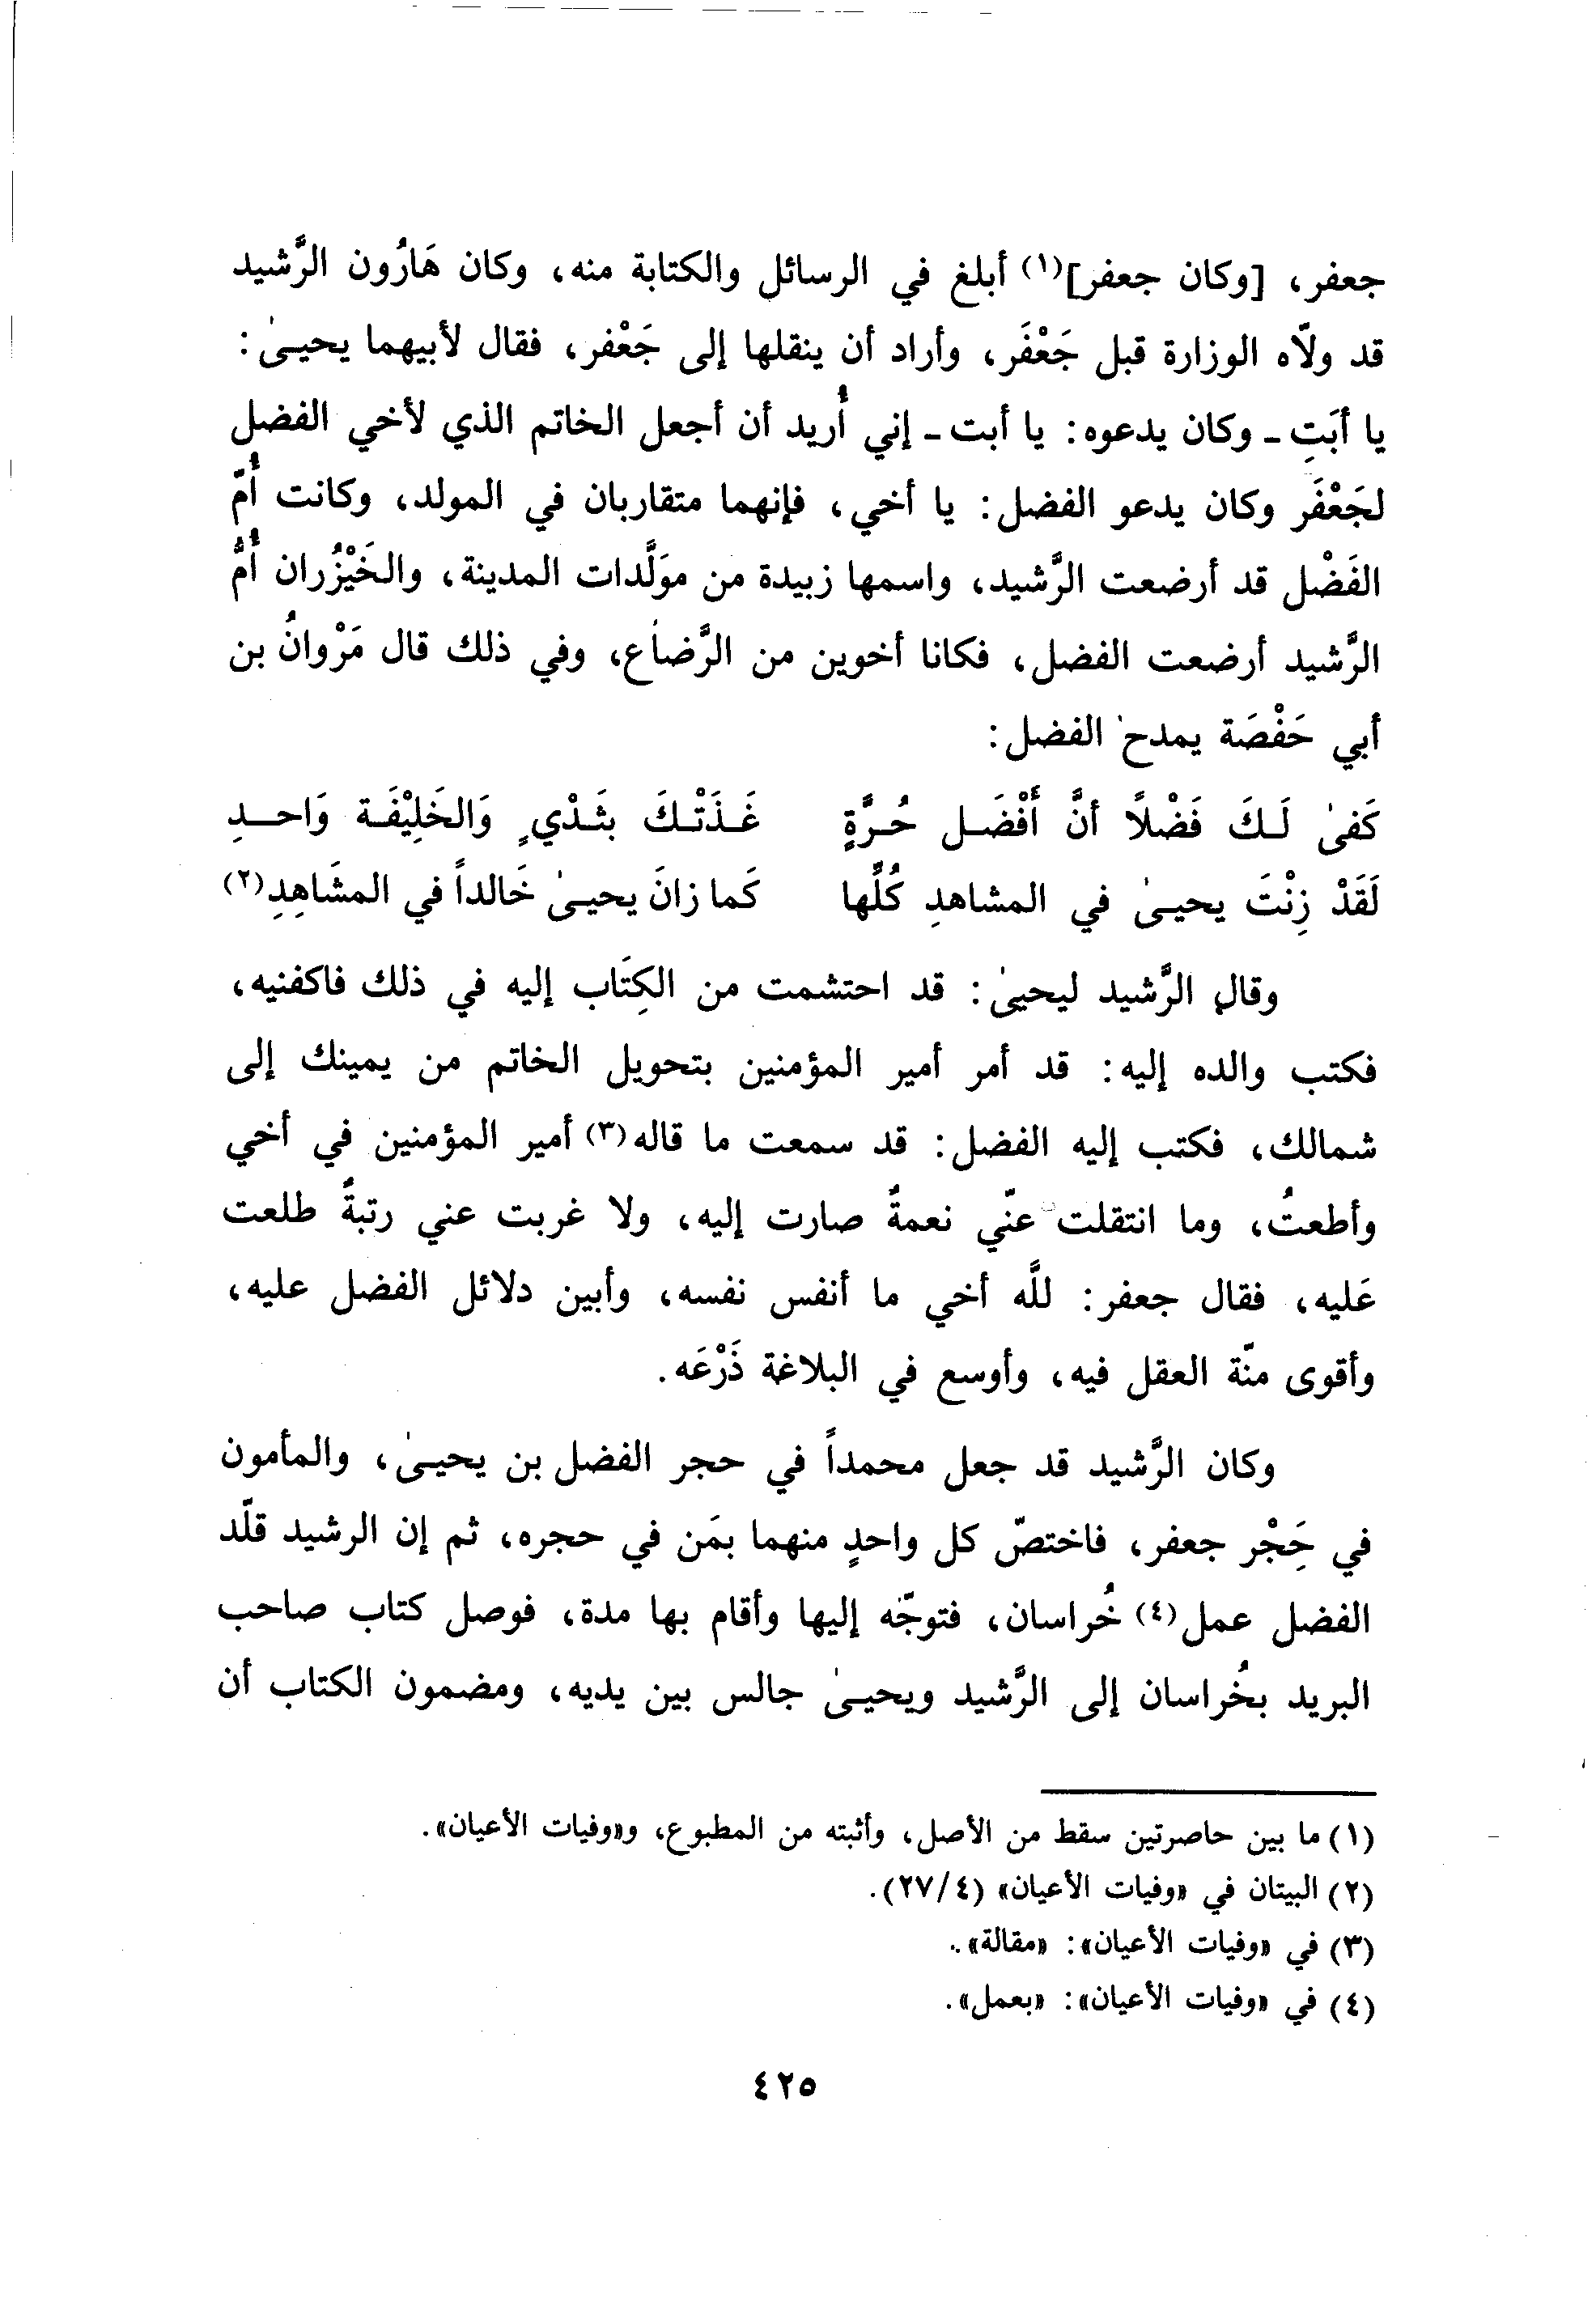 جعفر، [وكان جعفر](١) أبلغ في الرسائل والكتابة منه، وكان هَارُون الرَّشيد
قد ولّاه الوزارة قبل جَعْفَر، وأراد أن ينقلها إلى جَعْفر، فقال لأبيهما يحيىٰ:
يا أبَتِ ـ وكان يدعوه: يا أبت ـ إني أُريد أن أجعل الخاتم الذي لأخي الفضل
لجَعْفَر وكان يدعو الفضل: يا أخي، فإنهما متقاربان في المولد، وكانت أُمّ
الفَضْل قد أرضعت الرَّشيد، واسمها زبيدة من موَلَّدات المدينة، والخَيْزُران أُمُّ
الرَّشيد أرضعت الفضل، فكانا أخوين من الرَّضاع، وفي ذلك قال مَرْوانُ بن
أبي حَفْصَة يمدح الفضل:
كَفىٰ لَـكَ فَضْلاً أنَّ أَفْضَـل حُـرَّةٍ غَـذَتْـكَ بثَـدْيٍ وَالخَلِيْفَـة وَاحـدِ
لَقَدْ زِنْتَ يحيـىٰ في المشاهدِ كُلِّها كَما زانَ يحيـىٰ خَالداً في المشَاهِدِ(٢)
وقال الرَّشيد ليحيىٰ: قد احتشمت من الكِتَاب إليه في ذلك فاكفنيه،
فكتب والده إليه: قد أمر أمير المؤمنين بتحويل الخاتم من يمينك إلى
شمالك، فكتب إليه الفضل: قد سمعت ما قاله(٣) أمير المؤمنين في أخي
وأطعتُ، وما انتقلت عنّي نعمةٌ صارت إليه، ولا غربت عني رتبةٌ طلعت
عَليه، فقال جعفر: للَّه أخي ما أنفس نفسه، وأبين دلائل الفضل عليه،
وأقوى منّة العقل فيه، وأوسع في البلاغة ذَرْعَه.
وكان الرَّشيد قد جعل محمداً في حجر الفضل بن يحيـىٰ، والمأمون
في حَِجْر جعفر، فاختصّ كل واحدٍ منهما بمَن في حجره، ثم إن الرشيد قلّد
الفضل عمل(٤) خُراسان، فتوجّه إليها وأقام بها مدة، فوصل كتاب صاحب
البريد بخُراسان إلى الرَّشيد ويحيـىٰ جالس بين يديه، ومضمون الكتاب أن
(١) ما بين حاصرتين سقط من الأصل، وأثبته من المطبوع، و«وفيات الأعيان».
(٢) البيتان في «وفيات الأعيان» (٢٧/٤).
(٣) في «وفيات الأعيان»: «مقالة».
(٤) في «وفيات الأعيان»: «بعمل».
٤٢٥